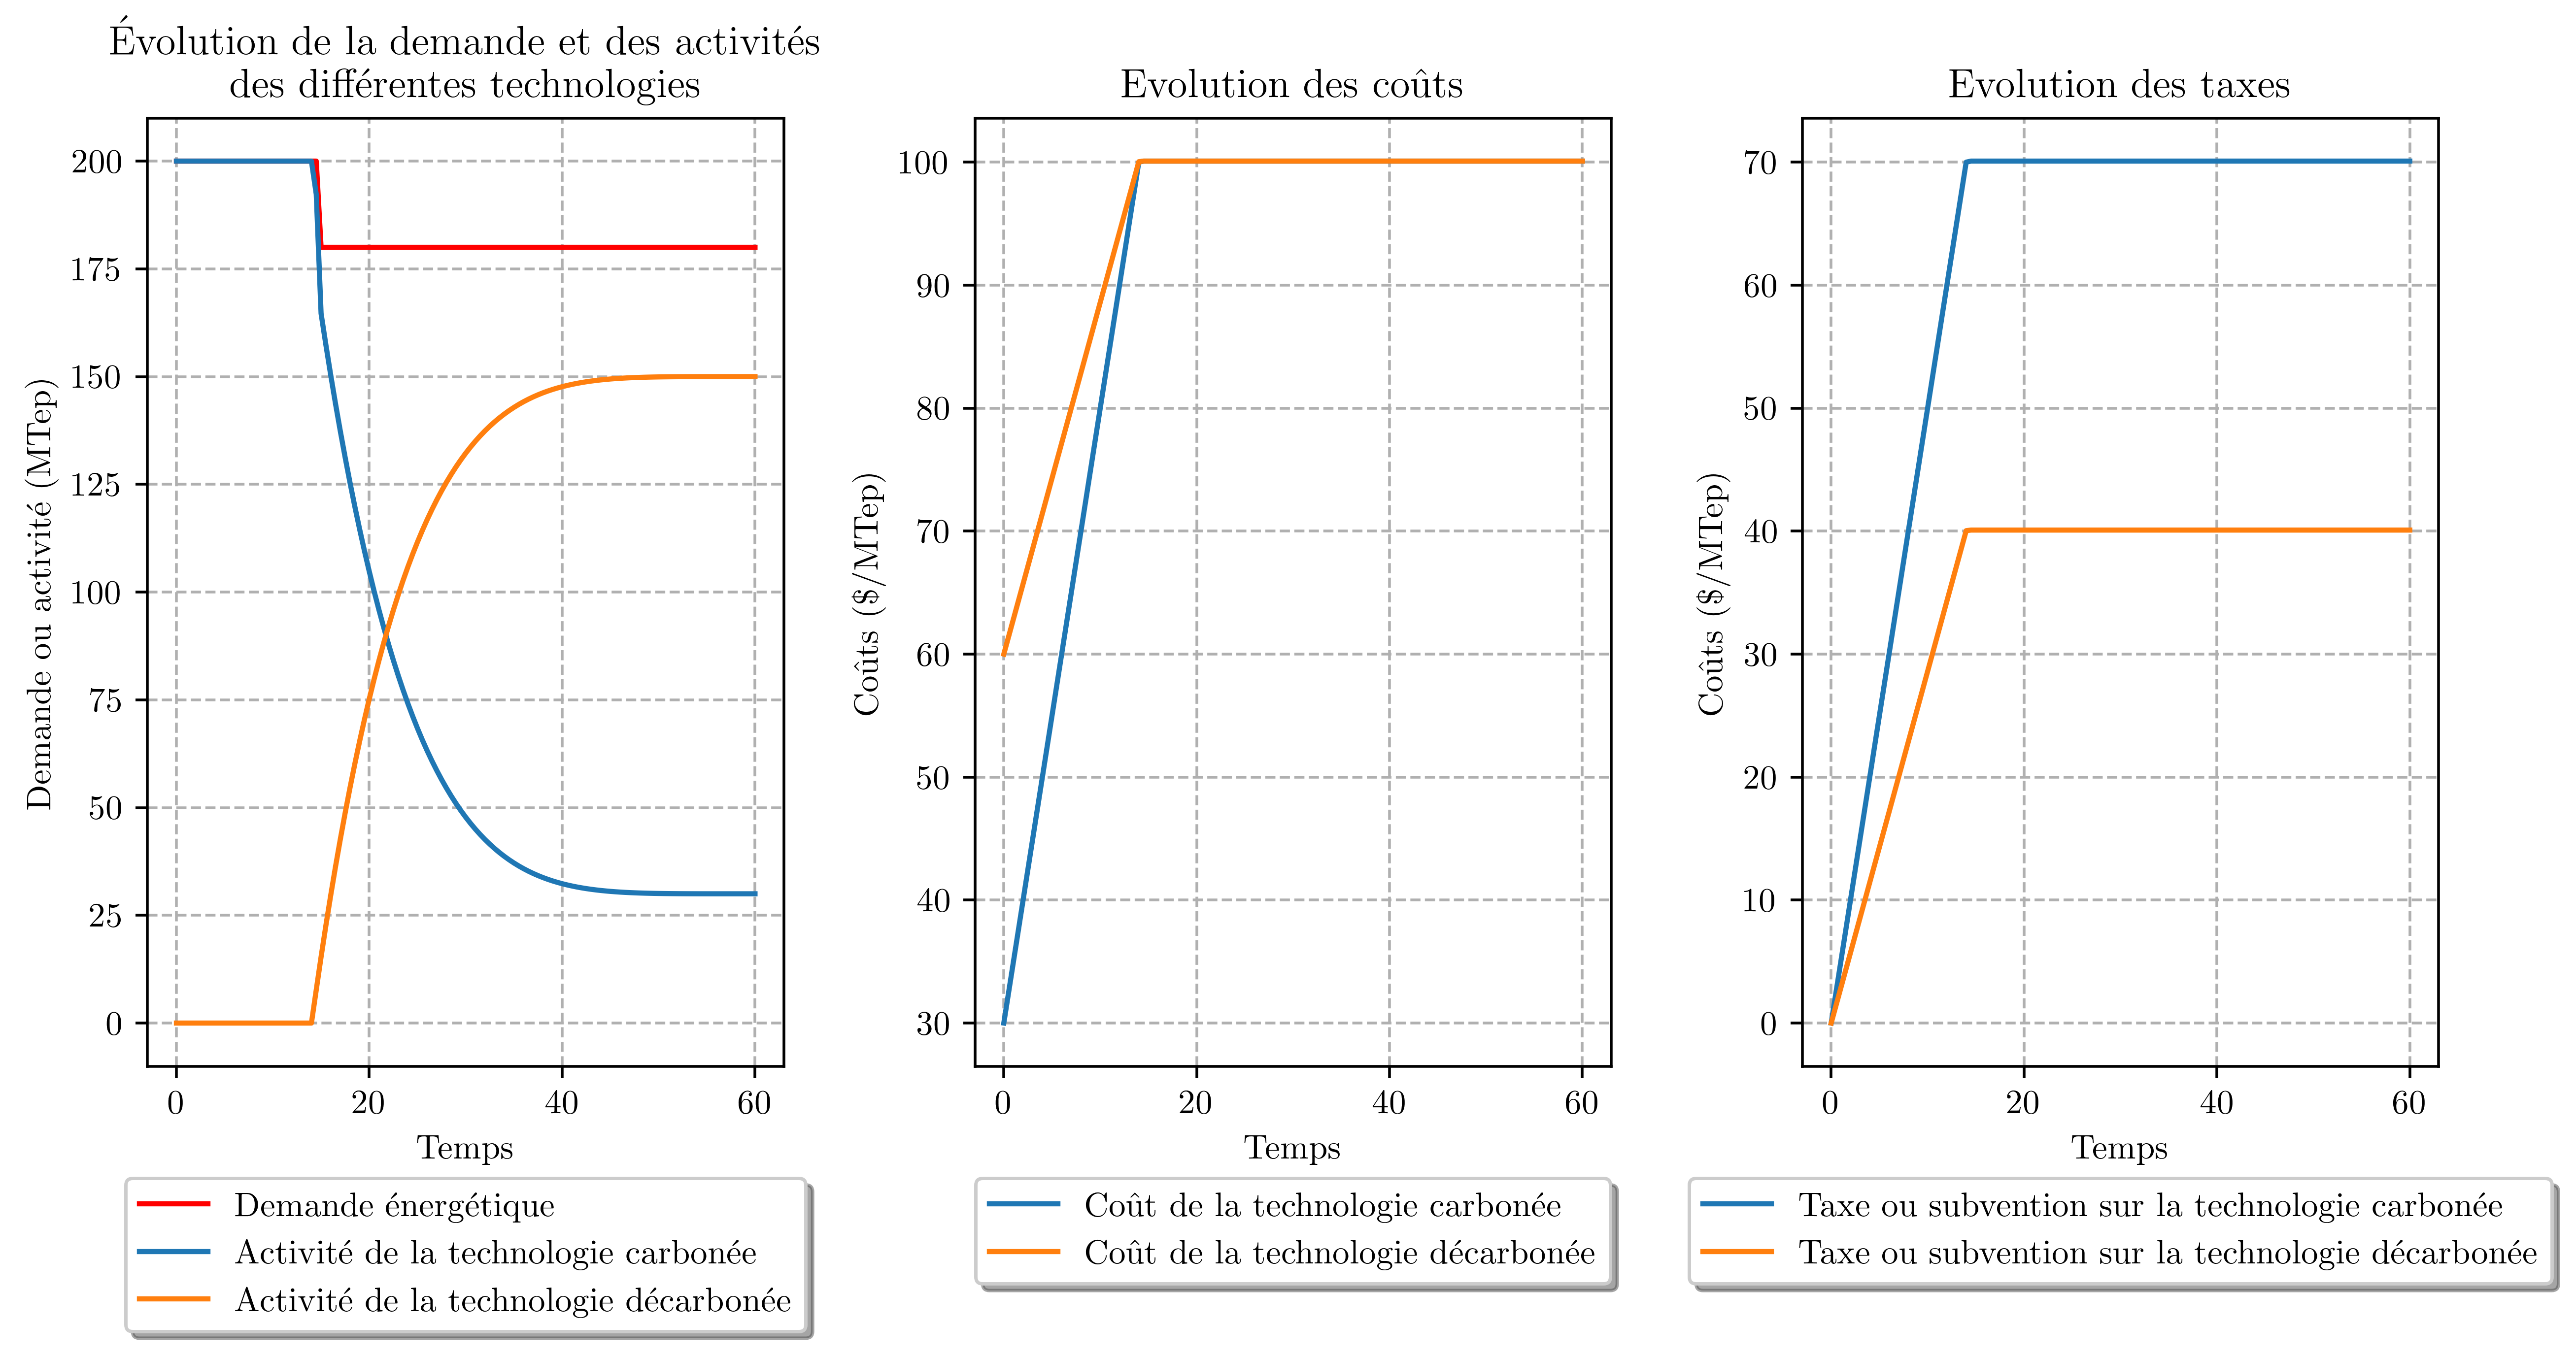 Évolution de la demande et des activités
des différentes technologies
Demande ou activité (MTep)
200
175
150
125
100
75
50
25
0
0 20 40 60
Temps
Demande énergétique
Activité de la technologie carbonée
Activité de la technologie décarbonée
Evolution des coûts
Coûts ($/MTep)
100
90
80
70
60
50
40
30
0 20 40 60
Temps
Coût de la technologie carbonée
Coût de la technologie décarbonée
Evolution des taxes
Coûts ($/MTep)
70
60
50
40
30
20
10
0
0 20 40 60
Temps
Taxe ou subvention sur la technologie carbonée
Taxe ou subvention sur la technologie décarbonée